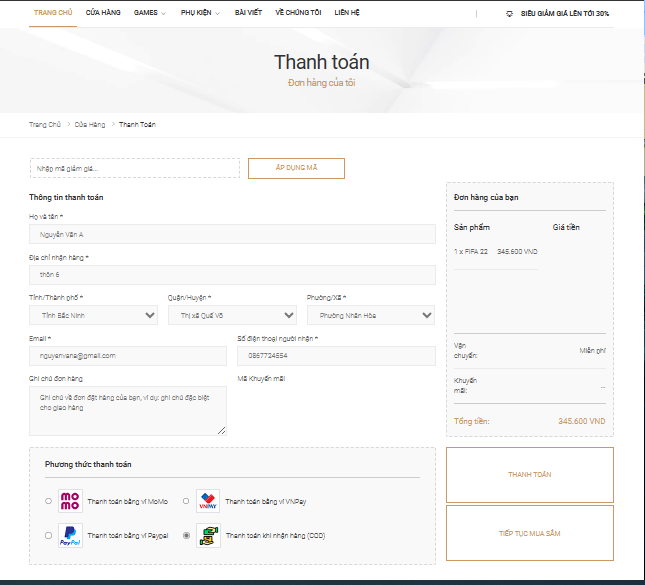 TRANG CHỦ CỬA HÀNG GAMES PHỤ KIỆN BÀI VIẾT VỀ CHÚNG TÔI LIÊN HỆ SIÊU GIẢM GIÁ LÊN TỚI 30%
Thanh toán
Đơn hàng của tôi
Trang Chủ > Cửa Hàng > Thanh Toán
Nhập mã giảm giá... ÁP DỤNG MÃ
Thông tin thanh toán
Họ và tên *
Nguyễn Văn A
Địa chỉ nhận hàng *
thôn 6
Tỉnh/Thành phố * Quận/Huyện * Phường/Xã *
Tỉnh Bắc Ninh Thị xã Quế Võ Phường Nhân Hòa
Email * Số điện thoại người nhận *
nguyenvana@gmail.com 0867724554
Ghi chú đơn hàng Mã Khuyến mãi
Ghi chú về đơn đặt hàng của bạn, ví dụ: ghi chú đặc biệt
cho giao hàng
Đơn hàng của bạn
Sản phẩm Giá tiền
1 x FIFA 22 345.600 VND
Vận
chuyển: Miễn phí
Khuyến
mãi: --
Tổng tiền: 345.600 VND
Phương thức thanh toán
MOMO Thanh toán bằng ví MoMo VNPAY Thanh toán bằng ví VNPay
PayPal Thanh toán bằng ví Paypal Thanh toán khi nhận hàng (COD)
THANH TOÁN
TIẾP TỤC MUA SẮM